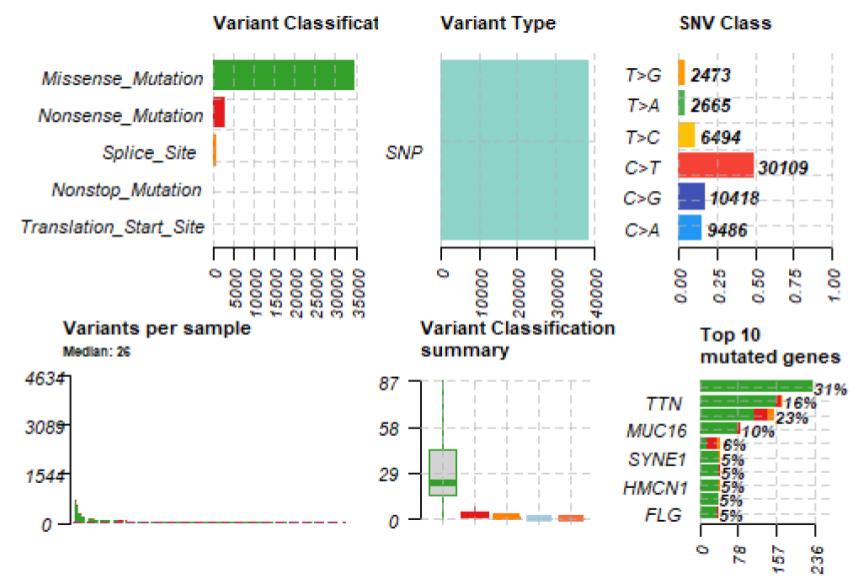 Variant Classificat
Missense_Mutation
Nonsense_Mutation
Splice_Site
Nonstop_Mutation
Translation_Start_Site
0
5000
10000
15000
20000
25000
30000
35000
Variant Type
SNP
0
10000
20000
30000
40000
SNV Class
T>G 2473
T>A 2665
T>C 6494
C>T 30109
C>G 10418
C>A 9486
0.00
0.25
0.50
0.75
1.00
Variants per sample
Median: 26
4634
3089
1544
0
Variant Classification
summary
87
58
29
0
Top 10
mutated genes
31%
TTN 16%
23%
MUC16 10%
6%
SYNE1 5%
5%
HMCN1 5%
5%
FLG 5%
0
78
157
236